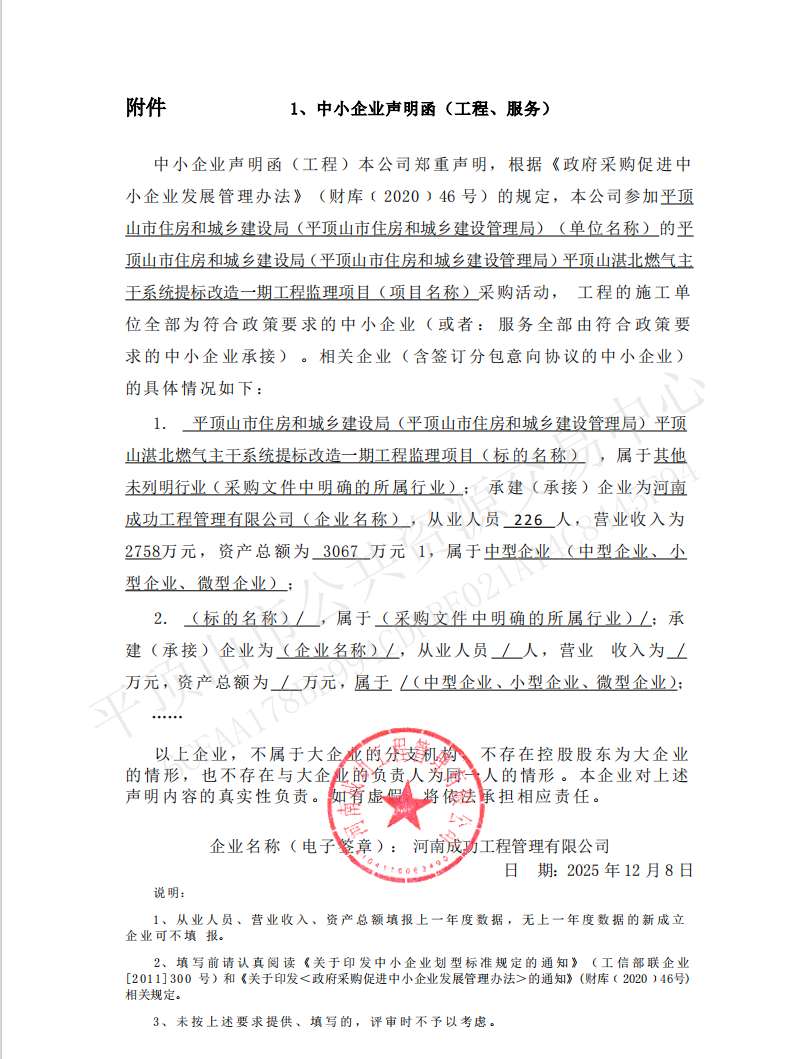 附件 1、中小企业声明函（工程、服务）
中小企业声明函（工程）本公司郑重声明，根据《政府采购促进中
小企业发展管理办法》（财库﹝2020﹞46 号）的规定，本公司参加平顶
山市住房和城乡建设局（平顶山市住房和城乡建设管理局）（单位名称）的平
顶山市住房和城乡建设局（平顶山市住房和城乡建设管理局）平顶山湛北燃气主
干系统提标改造一期工程监理项目（项目名称）采购活动， 工程的施工单
位全部为符合政策要求的中小企业（或者：服务全部由符合政策要
求的中小企业承接）。相关企业（含签订分包意向协议的中小企业）
的具体情况如下：
1. 平顶山市住房和城乡建设局（平顶山市住房和城乡建设管理局）平顶
山湛北燃气主干系统提标改造一期工程监理项目（标的名称） ，属于其他
未列明行业（采购文件中明确的所属行业）； 承建（承接）企业为河南
成功工程管理有限公司（企业名称），从业人员 226 人，营业收入为
2758万元，资产总额为 3067 万元 1，属于中型企业 （中型企业、小
型企业、微型企业）；
2. （标的名称）/ ，属于（采购文件中明确的所属行业）/；承
建（承接）企业为（企业名称）/，从业人员 / 人，营业 收入为 /
万元，资产总额为 / 万元，属于 /（中型企业、小型企业、微型企业）；
……
以上企业，不属于大企业的分支机构，不存在控股股东为大企业
的情形，也不存在与大企业的负责人为同一人的情形。本企业对上述
声明内容的真实性负责。如有虚假，将依法承担相应责任。
企业名称（电子签章）： 河南成功工程管理有限公司
日 期：2025 年 12 月 8 日
说明：
1、从业人员、营业收入、资产总额填报上一年度数据，无上一年度数据的新成立
企业可不填 报。
2、填写前请认真阅读《关于印发中小企业划型标准规定的通知》（工信部联企业
[2011]300 号）和《关于印发＜政府采购促进中小企业发展管理办法＞的通知》（财库﹝2020﹞46号）
相关规定。
3、未按上述要求提供、填写的，评审时不予以考虑。
河南成功工程管理有限公司
平顶山市公共资源交易中心